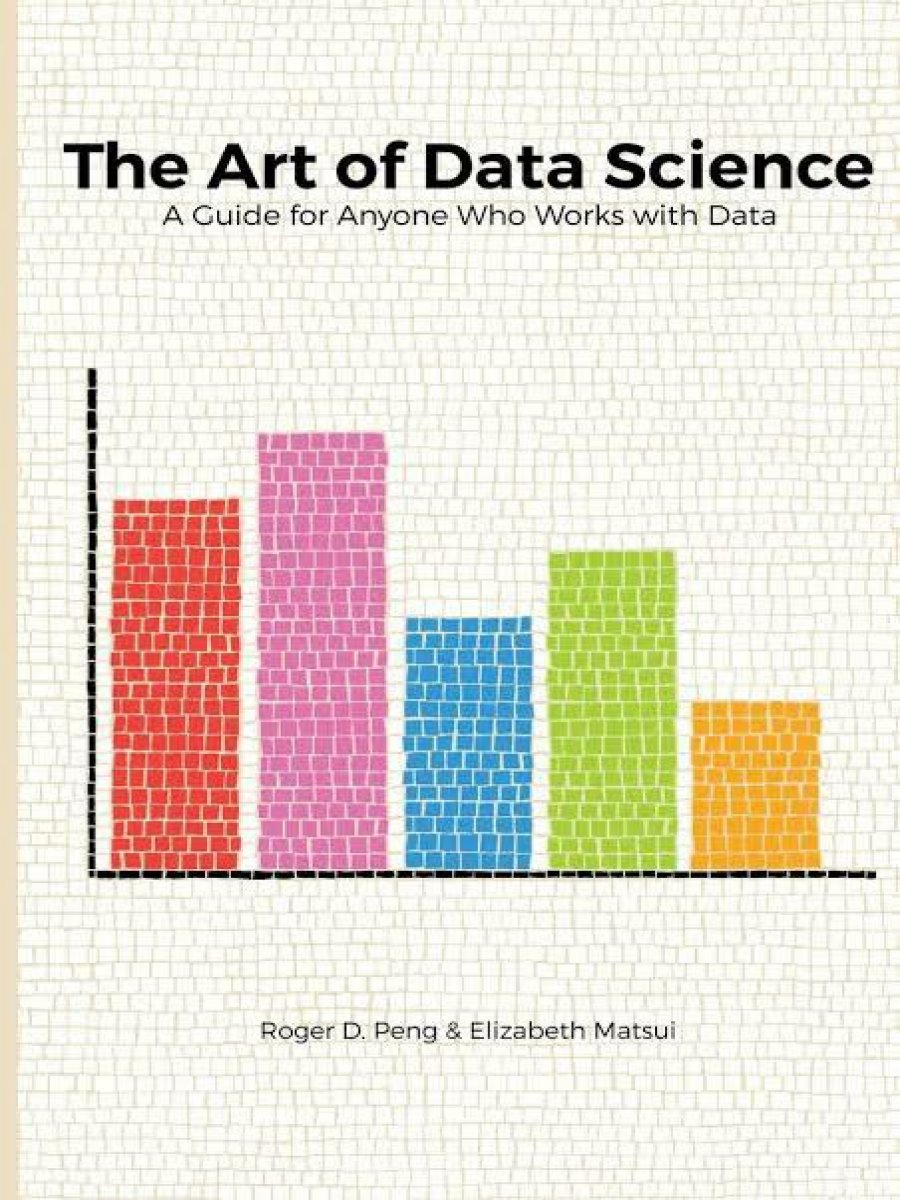 The Art of Data Science
A Guide for Anyone Who Works with Data
Roger D. Peng & Elizabeth Matsui